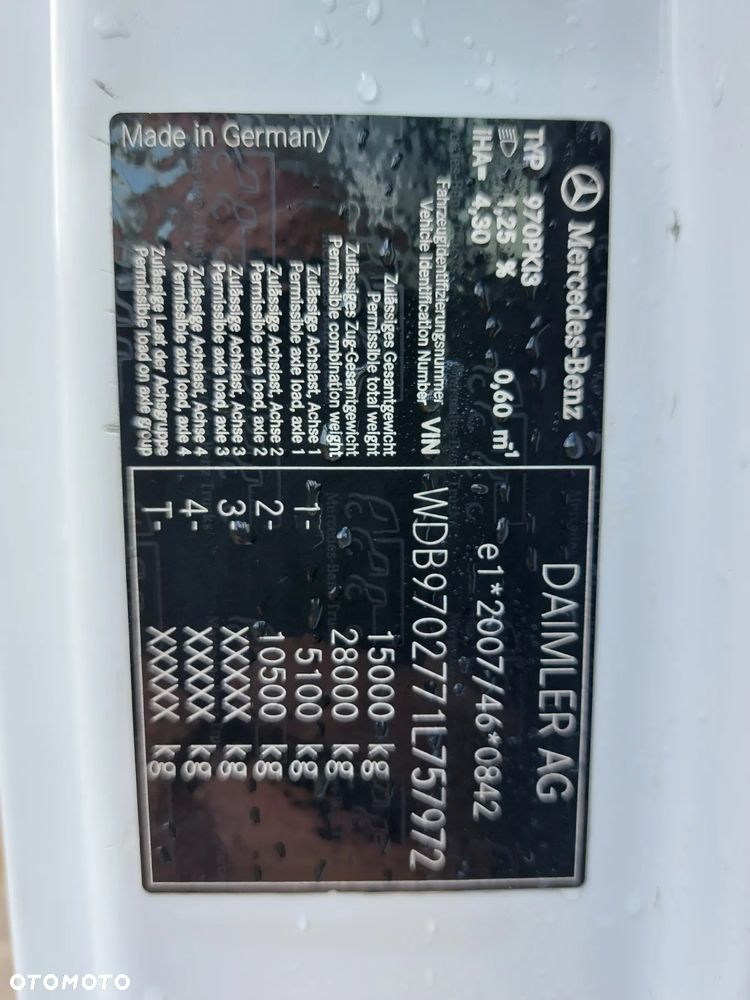 Mercedes-Benz
DAIMLER AG
TYP 970PKI3
1,25 % 0,60 m-1
IHA= 4,90
e1*2007/46*0842
Fahrzeugidentifizierungsnummer
Vehicle Identification Number VIN WDB9702771L757972
Zulässiges Gesamtgewicht
Permissible total weight 15000 kg
Zulässiges Zug-Gesamtgewicht
Permissible combination weight 28000 kg
Zulässige Achslast, Achse 1
Permissible axle load, axle 1 1- 5100 kg
Zulässige Achslast, Achse 2
Permissible axle load, axle 2 2- 10500 kg
Zulässige Achslast, Achse 3
Permissible axle load, axle 3 3- XXXXX kg
Zulässige Achslast, Achse 4
Permissible axle load, axle 4 4- XXXXX kg
Zulässige Last der Achsgruppe
Permissible load on axle group T- XXXXX kg
Made in Germany
OTOMOTO